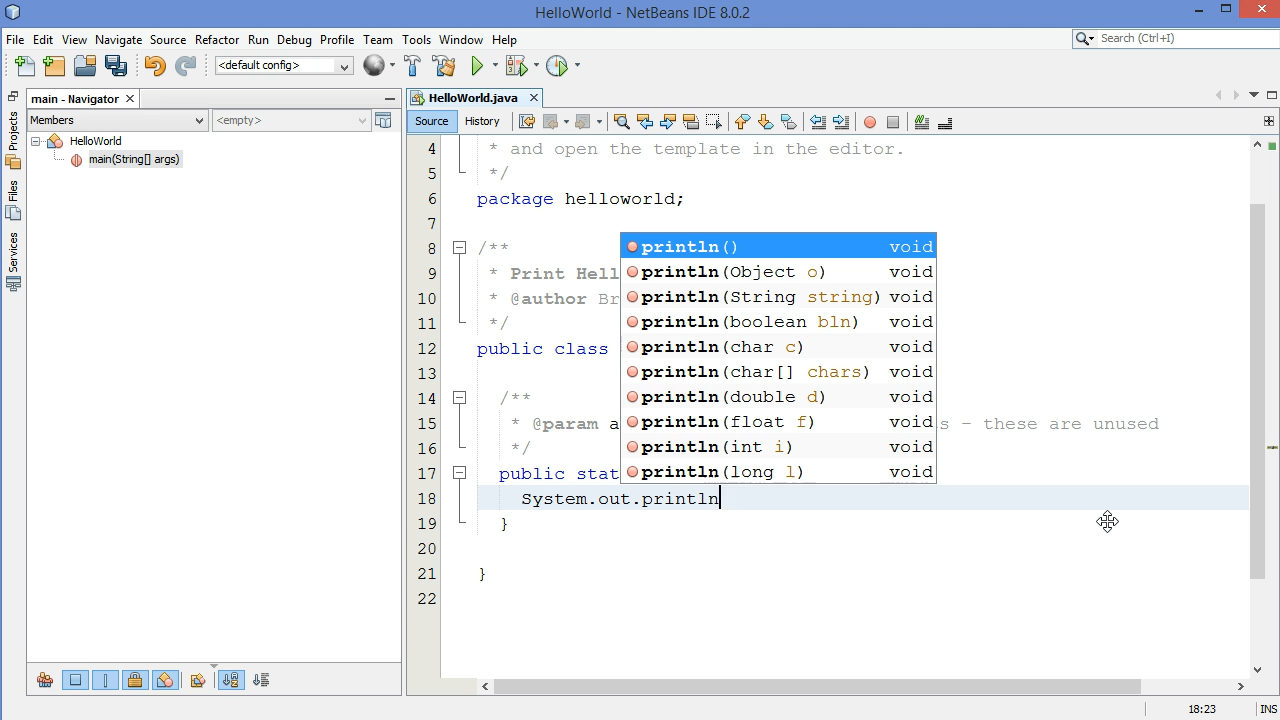 HelloWorld - NetBeans IDE 8.0.2
File Edit View Navigate Source Refactor Run Debug Profile Team Tools Window Help
Search (Ctrl+I)
<default config>
main - Navigator
HelloWorld.java
Members
<empty>
Source History
HelloWorld
main(String[] args)
Projects
Files
Services
4 * and open the template in the editor.
5 */
6 package helloworld;
7
8 /**
9 * Print Hell
10 * @author Br
11 */
12 public class
13
14 /**
15 * @param a s - these are unused
16 */
17 public stat
18 System.out.println
19 }
20
21 }
22
println() void
println(Object o) void
println(String string) void
println(boolean bln) void
println(char c) void
println(char[] chars) void
println(double d) void
println(float f) void
println(int i) void
println(long l) void
18:23 INS